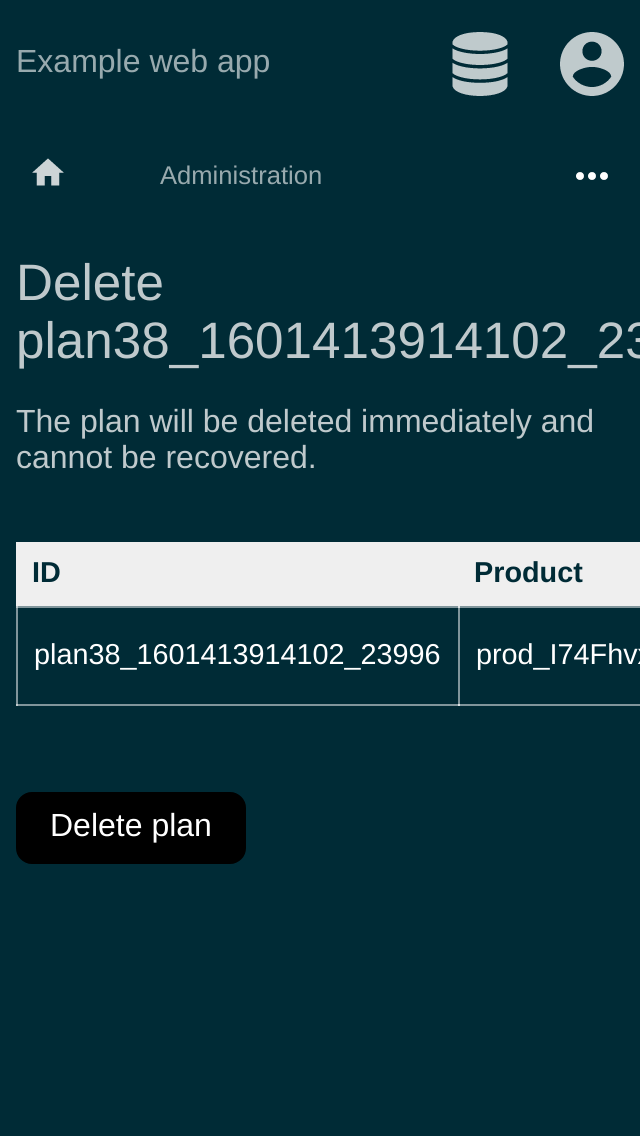 Example web app
Administration
Delete
plan38_1601413914102_23
The plan will be deleted immediately and
cannot be recovered.
ID Product
plan38_1601413914102_23996 prod_I74Fhv
Delete plan